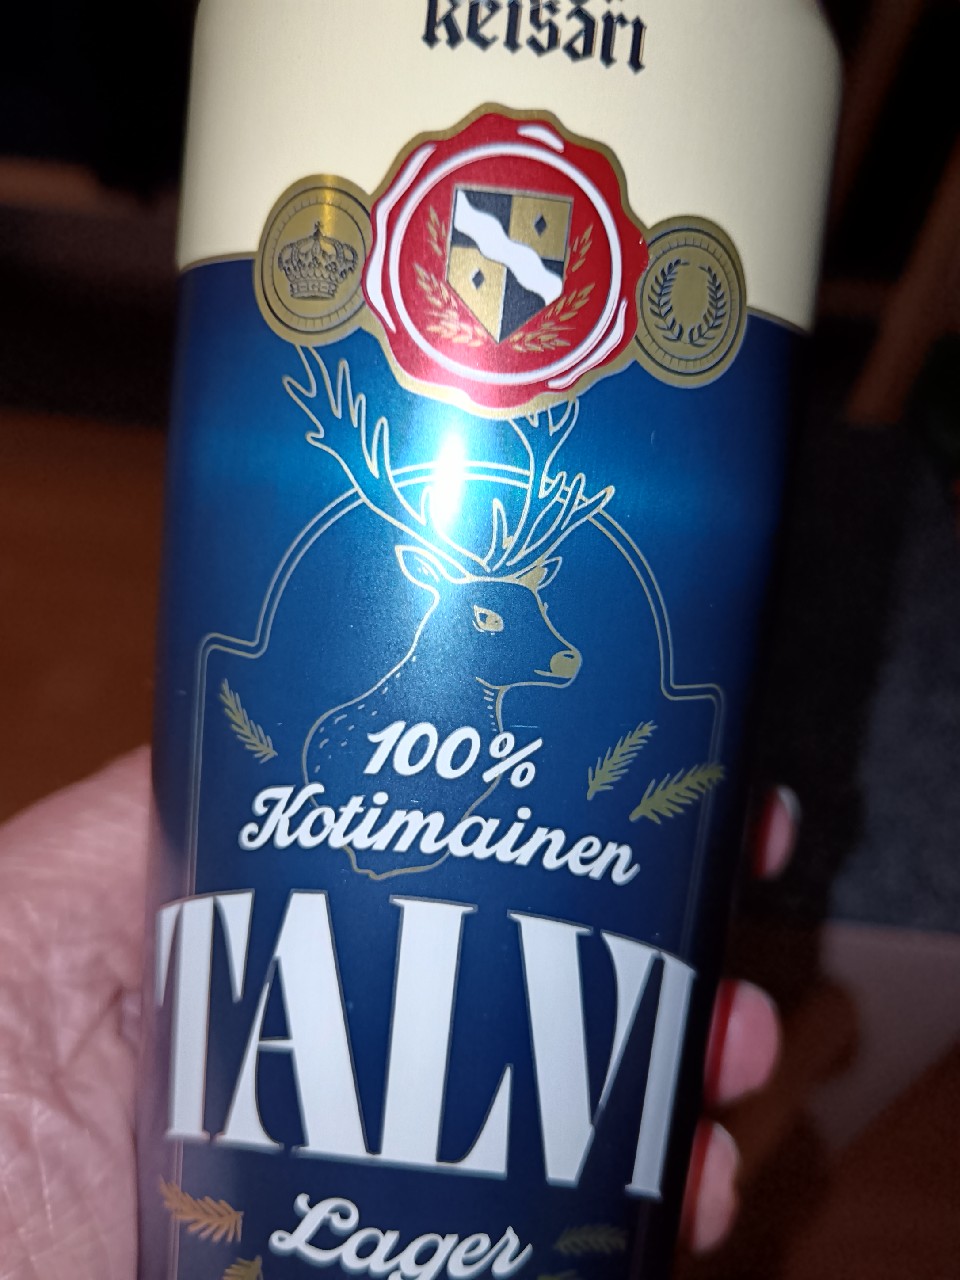 Keisari
100%
Kotimainen
TALVI
Lager